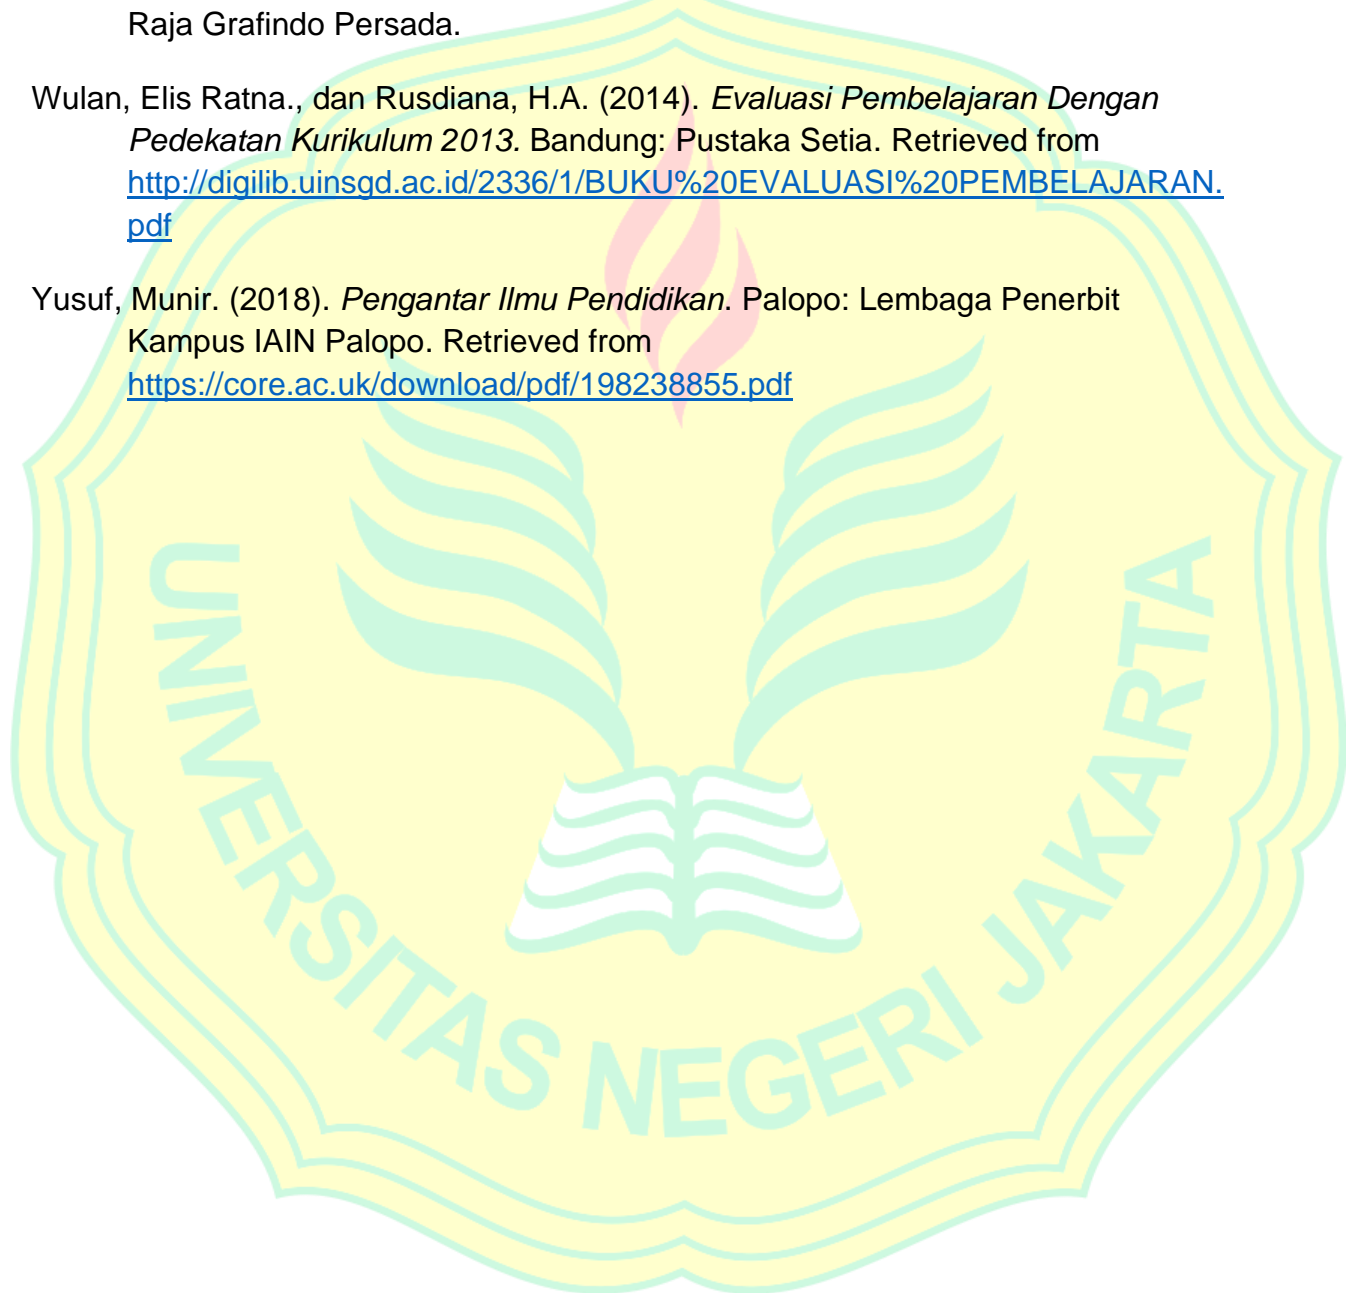 Raja Grafindo Persada.
Wulan, Elis Ratna., dan Rusdiana, H.A. (2014). Evaluasi Pembelajaran Dengan
Pedekatan Kurikulum 2013. Bandung: Pustaka Setia. Retrieved from
http://digilib.uinsgd.ac.id/2336/1/BUKU%20EVALUASI%20PEMBELAJARAN.
pdf
Yusuf, Munir. (2018). Pengantar Ilmu Pendidikan. Palopo: Lembaga Penerbit
Kampus IAIN Palopo. Retrieved from
https://core.ac.uk/download/pdf/198238855.pdf
UNIVERSITAS NEGERI JAKARTA